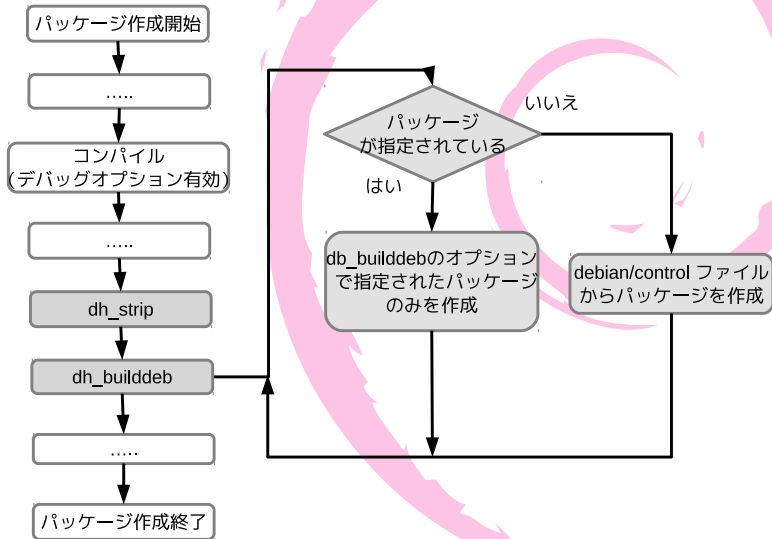 パッケージ作成開始
.....
コンパイル
(デバッグオプション有効)
.....
dh_strip
dh_builddeb
.....
パッケージ作成終了
パッケージ
が指定されている
いいえ
はい
db_builddebのオプション
で指定されたパッケージ
のみを作成
debian/control ファイル
からパッケージを作成